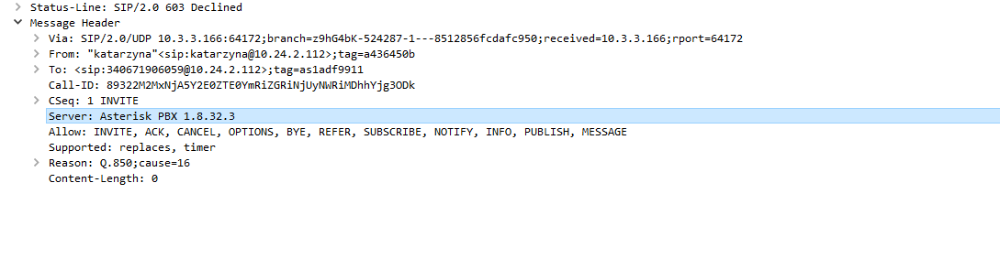 Status-Line: SIP/2.0 603 Declined
Message Header
Via: SIP/2.0/UDP 10.3.3.166:64172;branch=z9hG4bK-524287-1---8512856fcdafc950;received=10.3.3.166;rport=64172
From: "katarzyna"<sip:katarzyna@10.24.2.112>;tag=a436450b
To: <sip:340671906059@10.24.2.112>;tag=as1adf9911
Call-ID: 89322M2MxNjA5Y2E0ZTE0YmRiZGRiNjUyNWRiMDhhYjg3ODk
CSeq: 1 INVITE
Server: Asterisk PBX 1.8.32.3
Allow: INVITE, ACK, CANCEL, OPTIONS, BYE, REFER, SUBSCRIBE, NOTIFY, INFO, PUBLISH, MESSAGE
Supported: replaces, timer
Reason: Q.850;cause=16
Content-Length: 0